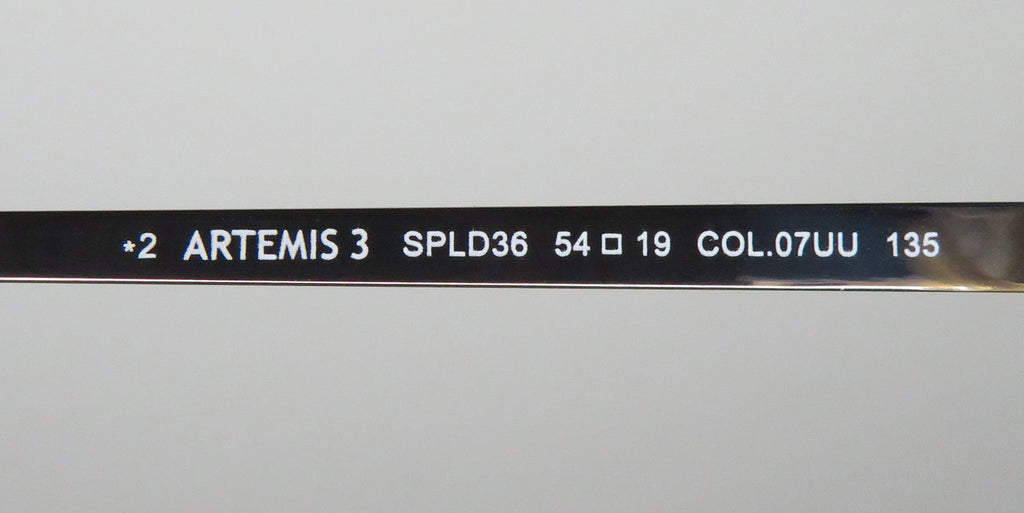 *2 ARTEMIS 3 SPLD36 54 □ 19 COL.07UU 135